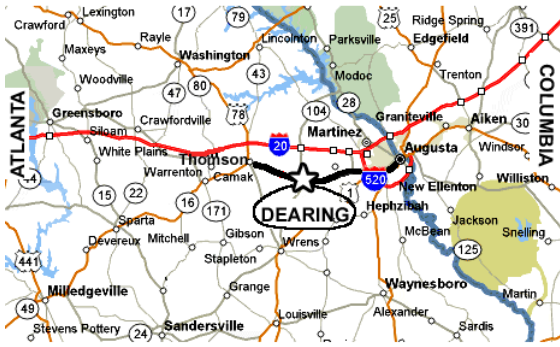 Crawford
Lexington
43
79
Lincolnton
Parksville
25
Ridge Spring
391
Maxeys
Rayle
Washington
Edgefield
Modoc
Woodville
80
47
43
Trenton
78
104
28
Greensboro
Crawfordville
Graniteville
Siloam
Martinez
Aiken
30
20
Augusta
Windsor
White Plains
Thomson
Warrenton
Camak
520
New Ellenton
Williston
44
15
22
16
171
1
DEARING
Hephzibah
Sparta
Jackson
Snelling
McBean
Devereux
Mitchell
Gibson
Wrens
125
Stapleton
441
Milledgeville
Grange
Waynesboro
Martin
49
Louisville
Alexander
Stevens Pottery
24
Sandersville
Sardis
ATLANTA
COLUMBIA